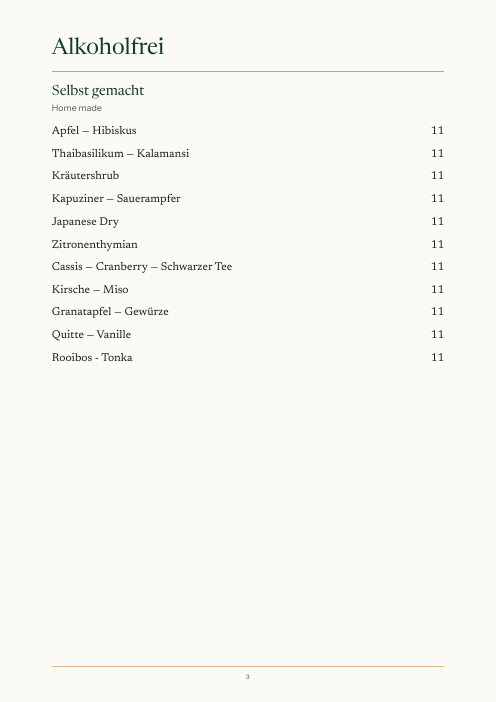 Alkoholfrei
Selbst gemacht
Home made
Apfel – Hibiskus 11
Thaibasilikum – Kalamansi 11
Kräutershrub 11
Kapuziner – Sauerampfer 11
Japanese Dry 11
Zitronenthymian 11
Cassis – Cranberry – Schwarzer Tee 11
Kirsche – Miso 11
Granatapfel – Gewürze 11
Quitte – Vanille 11
Rooibos - Tonka 11
3